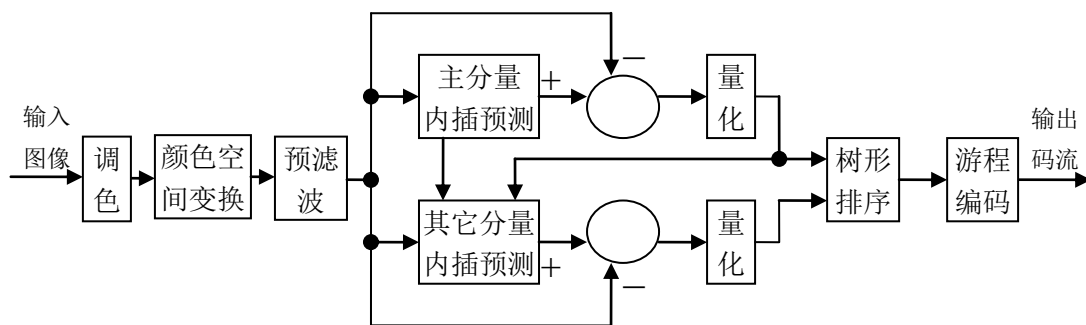 输入
图像
调
色
颜色空
间变换
预滤
波
主分量
内插预测
+
−
量
化
其它分量
内插预测
+
−
量
化
树形
排序
游程
编码
输出
码流